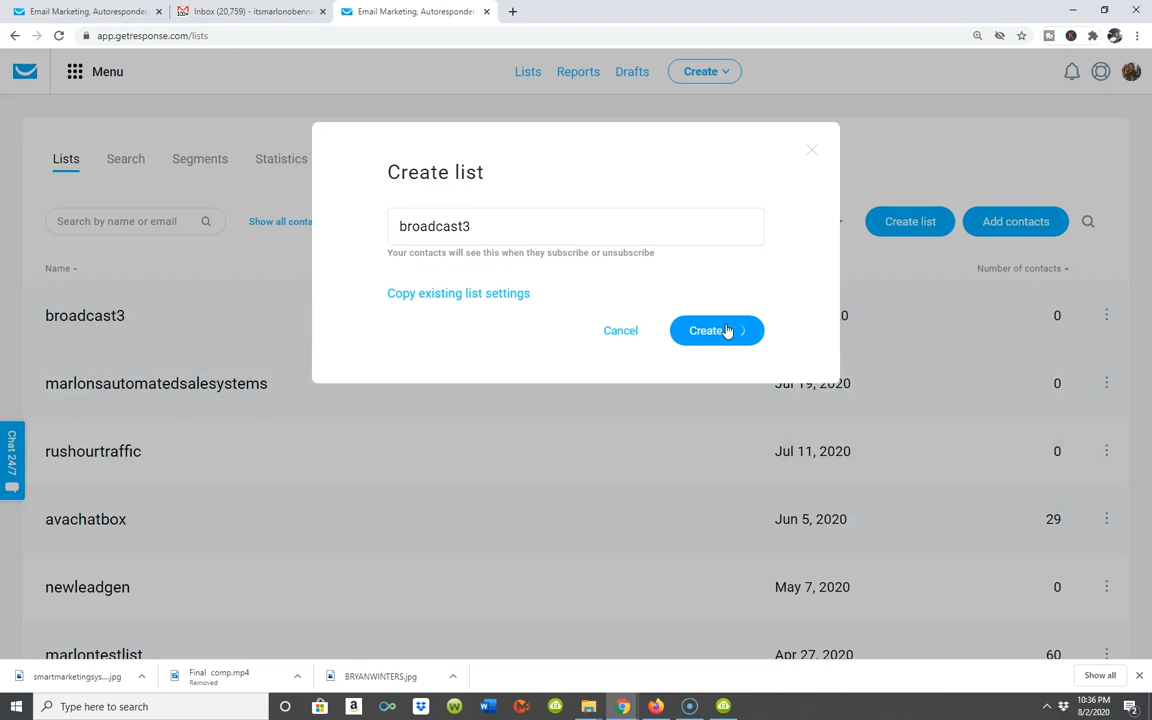 Email Marketing, Autoresponder
Inbox (20,759) - itsmarlonobenn
Email Marketing, Autoresponder
app.getresponse.com/lists
Menu
Lists
Reports
Drafts
Create
Lists
Search
Segments
Statistics
Create list
Search by name or email
Show all conta
broadcast3
Create list
Add contacts
Your contacts will see this when they subscribe or unsubscribe
Name
Number of contacts
Copy existing list settings
broadcast3
0
0
Cancel
Create
marlonsautomatedsalesystems
Jul 19, 2020
0
rushourtraffic
Jul 11, 2020
0
Chat 24/7
avachatbox
Jun 5, 2020
29
newleadgen
May 7, 2020
0
marlontestlist
Apr 27, 2020
60
smartmarketingsys....jpg
Final comp.mp4
Removed
BRYANWINTERS.jpg
Show all
Type here to search
10:36 PM
8/2/2020